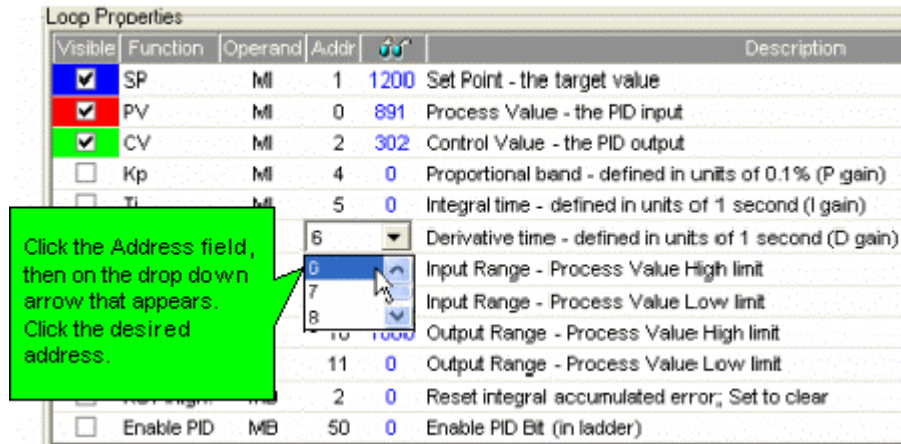 Loop Properties
Visible Function Operand Addr Description
SP MI 1 1200 Set Point - the target value
PV MI 0 891 Process Value - the PID input
CV MI 2 302 Control Value - the PID output
Kp MI 4 0 Proportional band - defined in units of 0.1% (P gain)
Ti MI 5 0 Integral time - defined in units of 1 second (I gain)
6 Derivative time - defined in units of 1 second (D gain)
6 Input Range - Process Value High limit
7 Input Range - Process Value Low limit
8
10 1000 Output Range - Process Value High limit
11 0 Output Range - Process Value Low limit
2 0 Reset integral accumulated error; Set to clear
Enable PID MB 50 0 Enable PID Bit (in ladder)
Click the Address field,
then on the drop down
arrow that appears.
Click the desired
address.